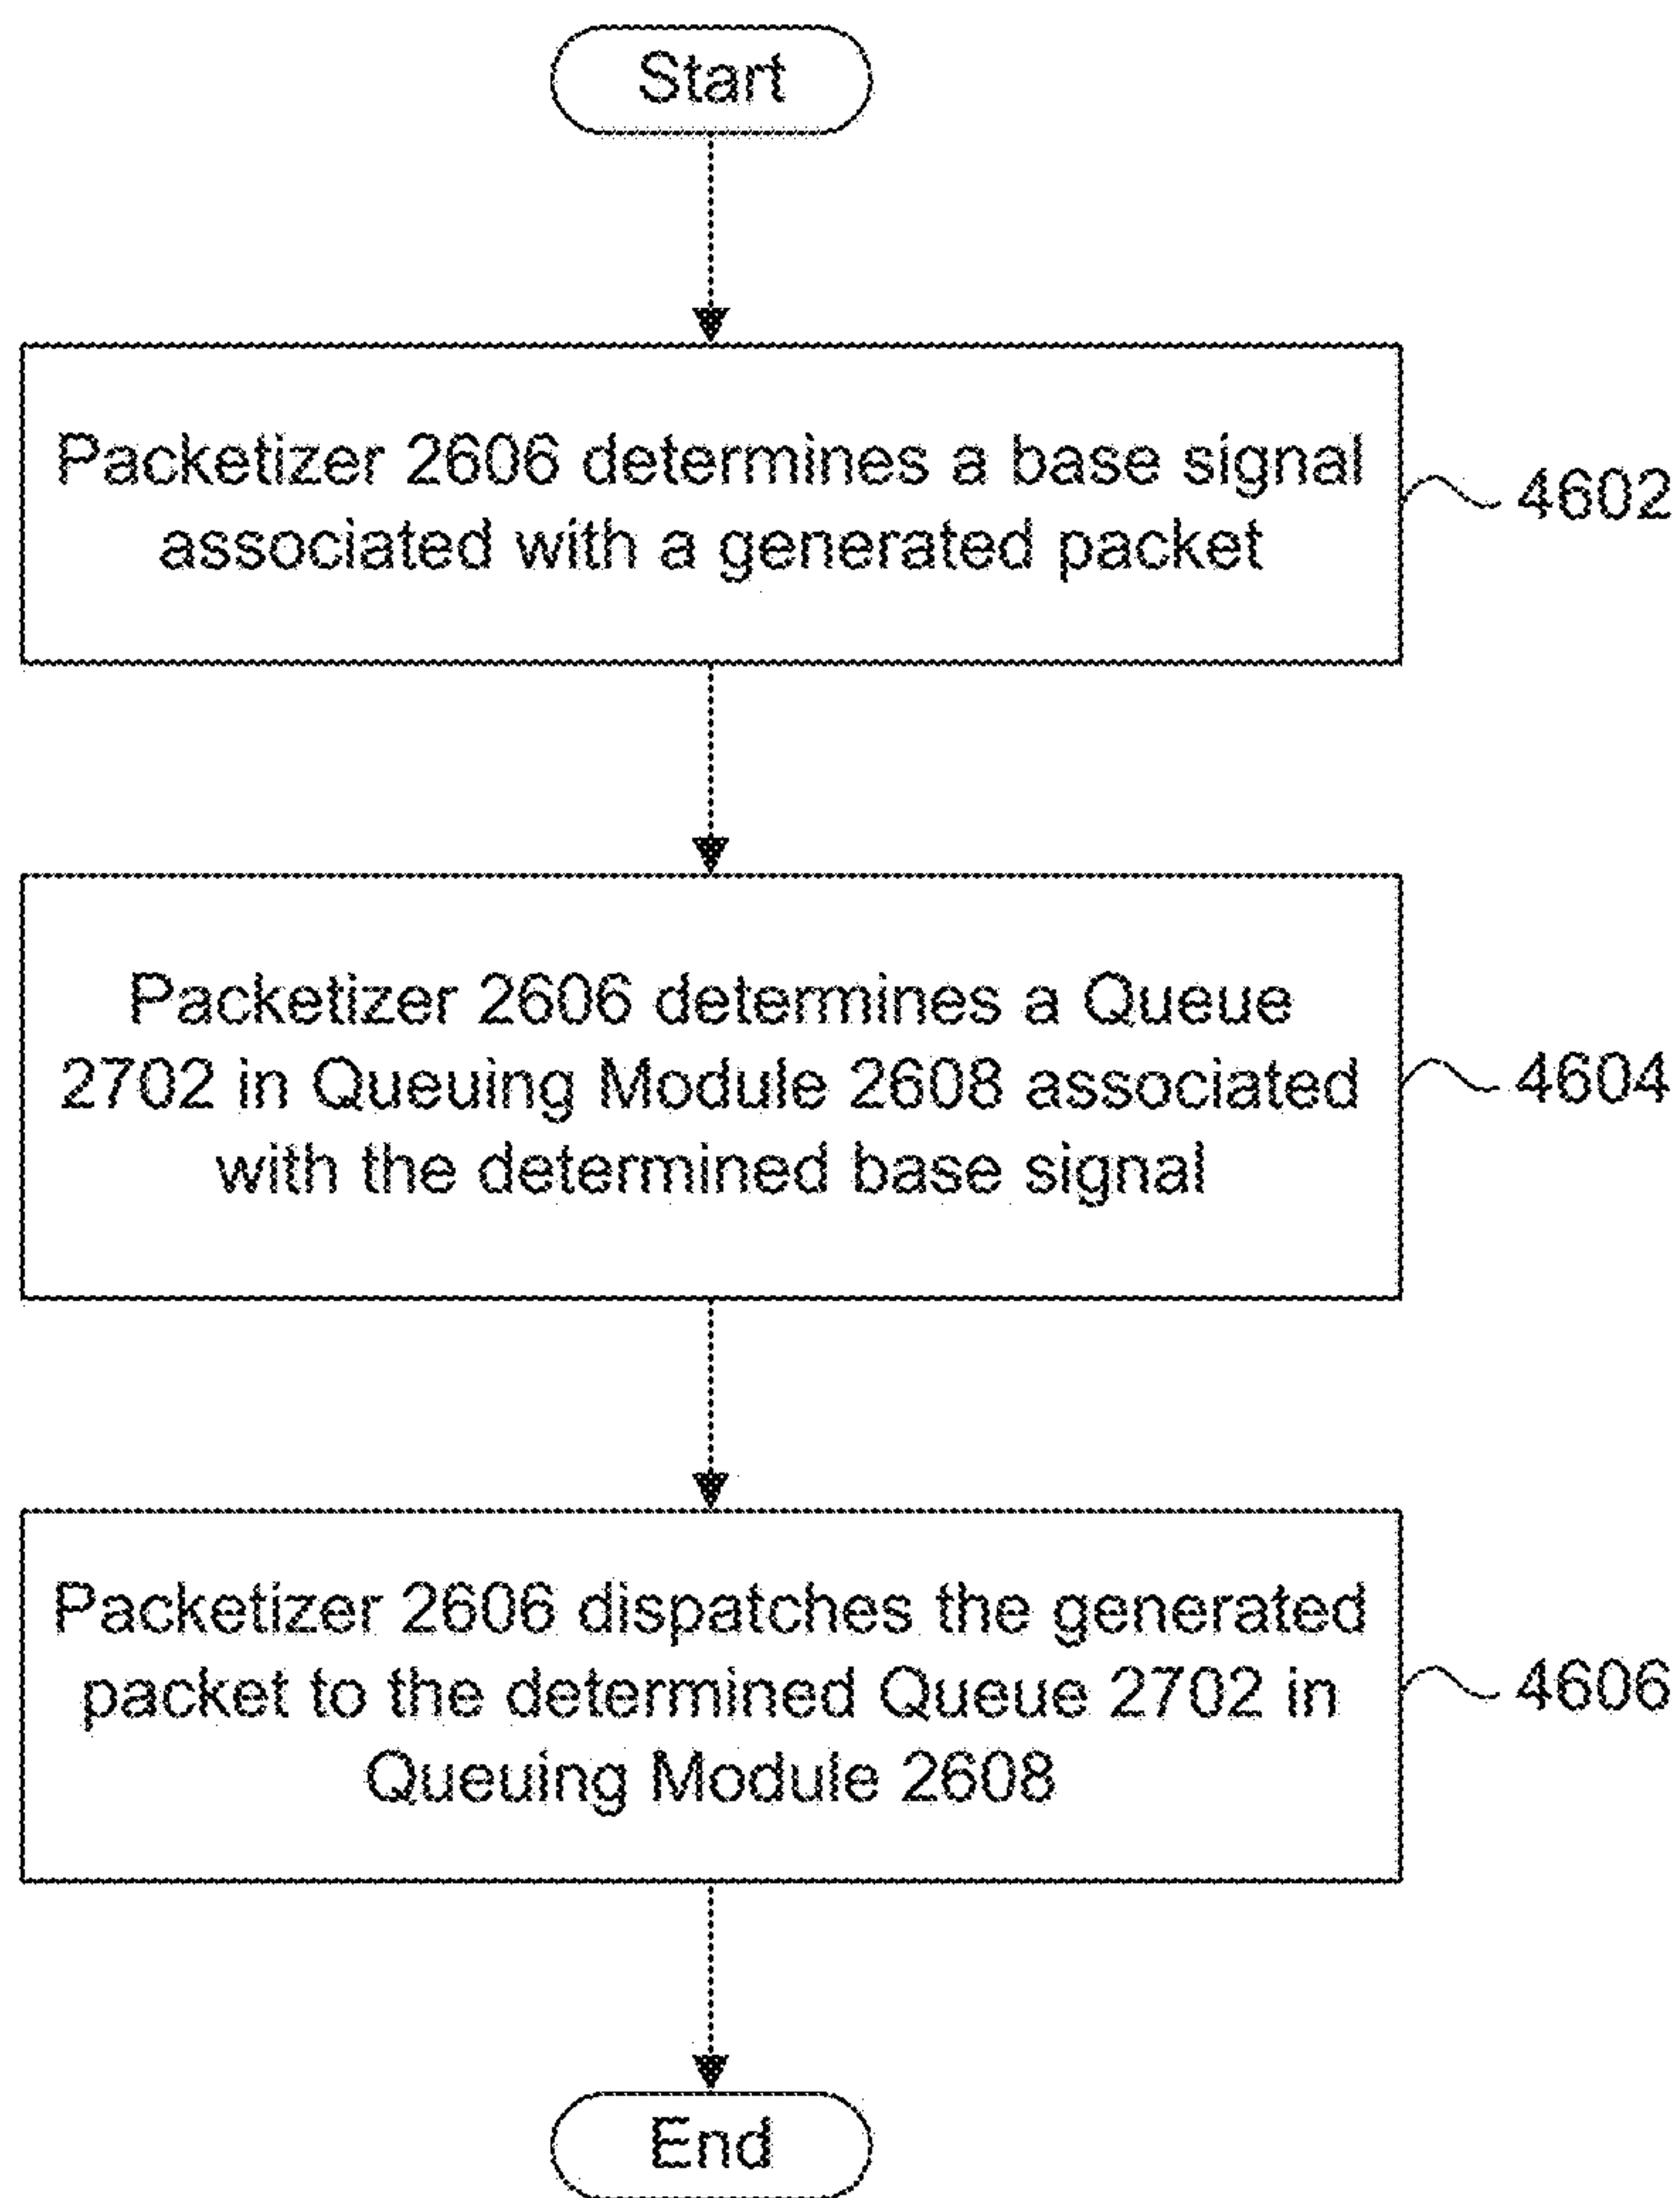 Start
Packetizer 2606 determines a base signal
associated with a generated packet
4602
Packetizer 2606 determines a Queue
2702 in Queuing Module 2608 associated
with the determined base signal
4604
Packetizer 2606 dispatches the generated
packet to the determined Queue 2702 in
Queuing Module 2608
4606
End